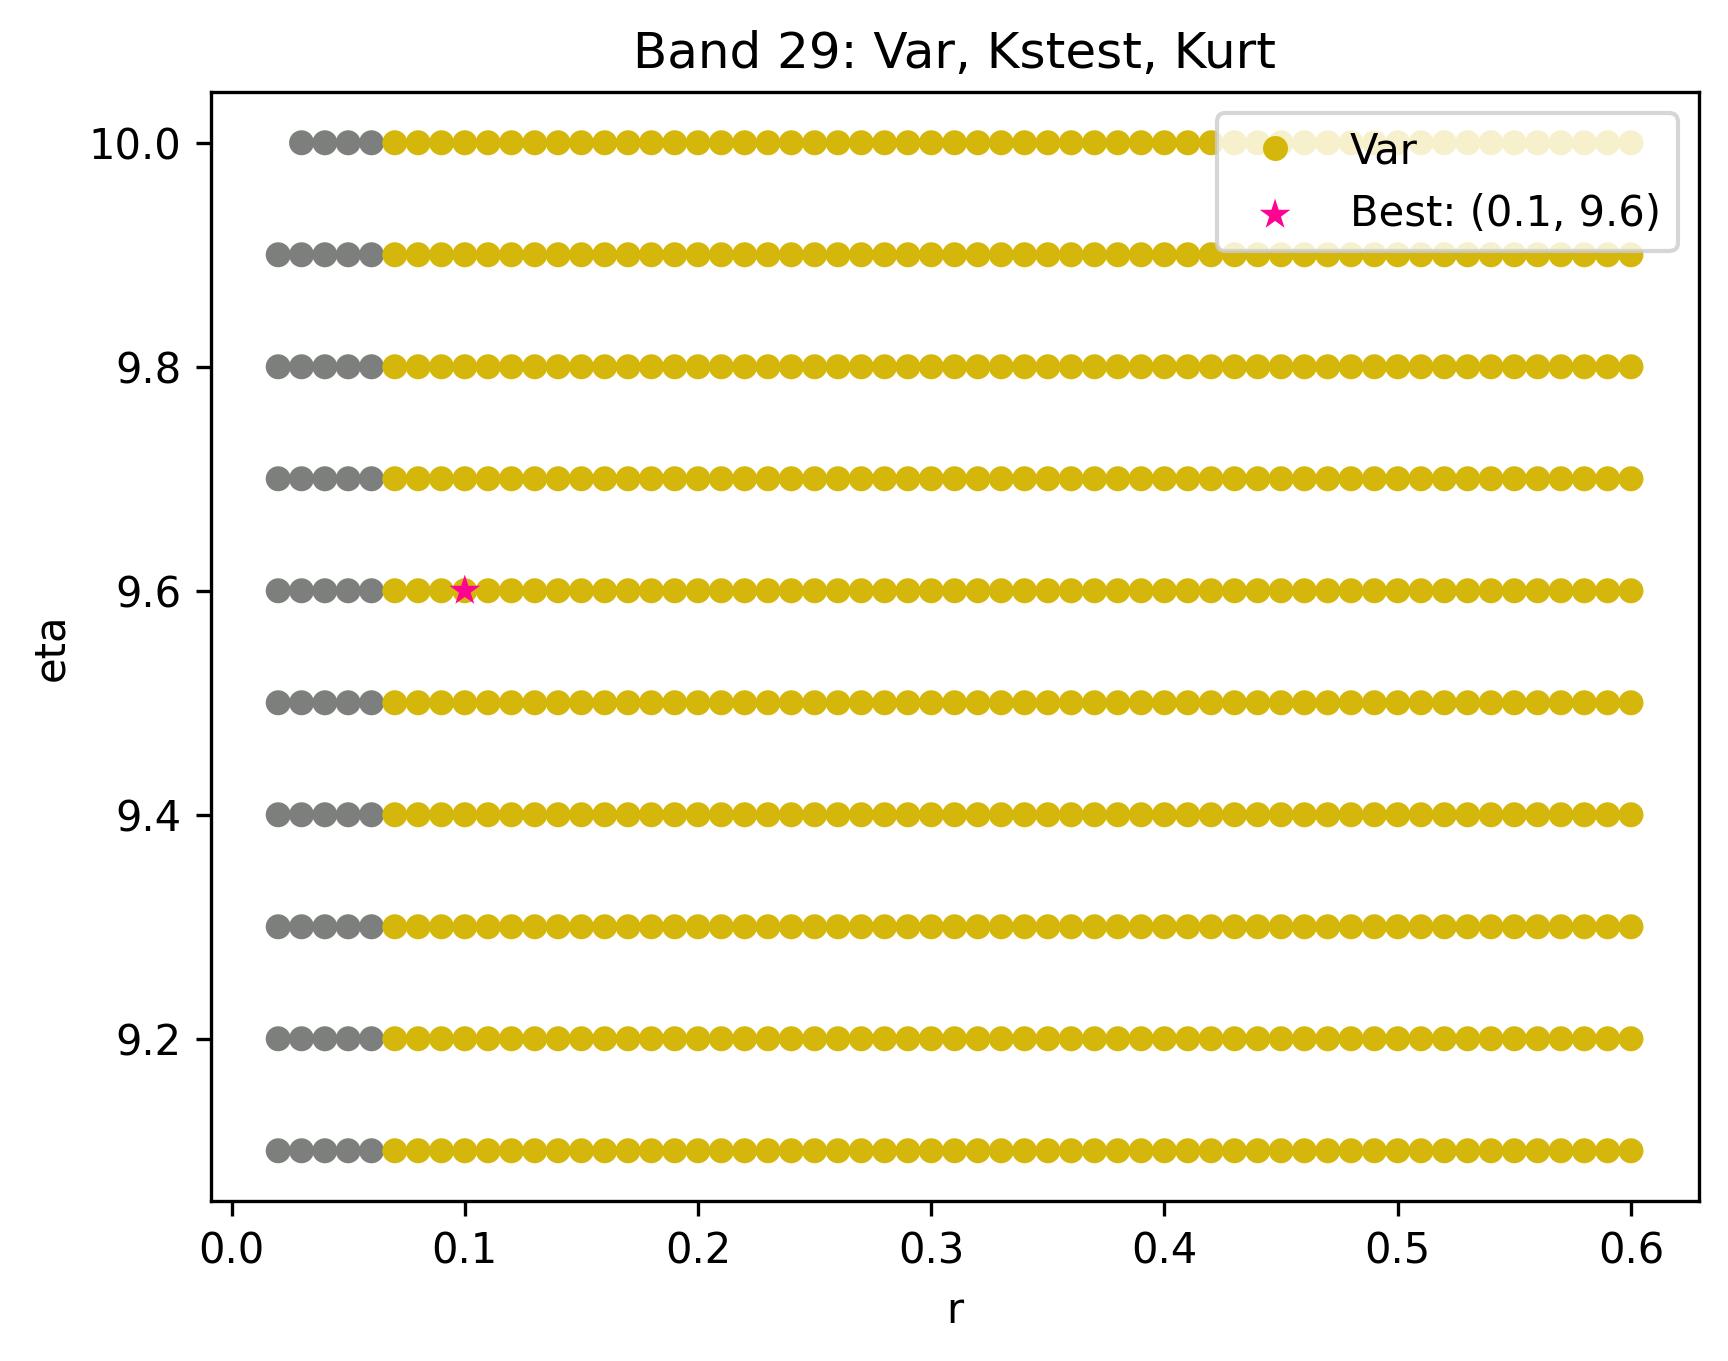 Band 29: Var, Kstest, Kurt
Var
Best: (0.1, 9.6)
10.0
9.8
9.6
9.4
9.2
eta
0.0 0.1 0.2 0.3 0.4 0.5 0.6
r